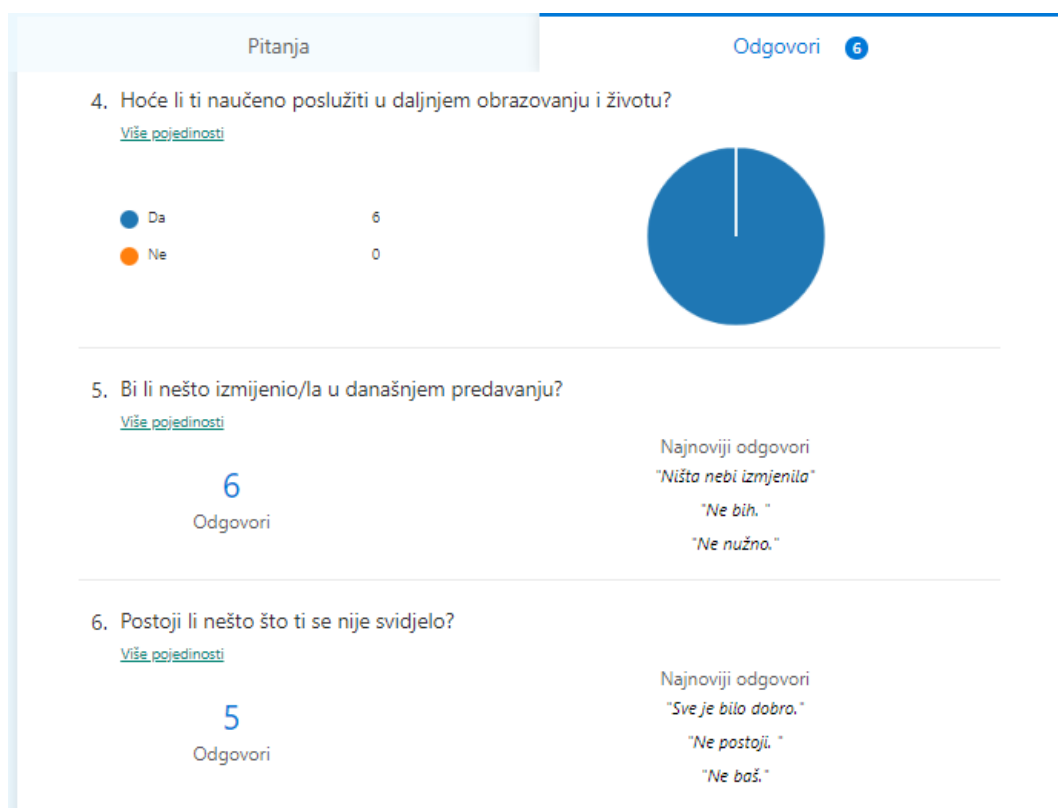 Pitanja
Odgovori 6
4. Hoće li ti naučeno poslužiti u daljnjem obrazovanju i životu?
Više pojedinosti
Da 6
Ne 0
5. Bi li nešto izmijenio/la u današnjem predavanju?
Više pojedinosti
6
Odgovori
Najnoviji odgovori
"Ništa nebi izmjenila"
"Ne bih. "
"Ne nužno."
6. Postoji li nešto što ti se nije svidjelo?
Više pojedinosti
5
Odgovori
Najnoviji odgovori
"Sve je bilo dobro."
"Ne postoji. "
"Ne baš."